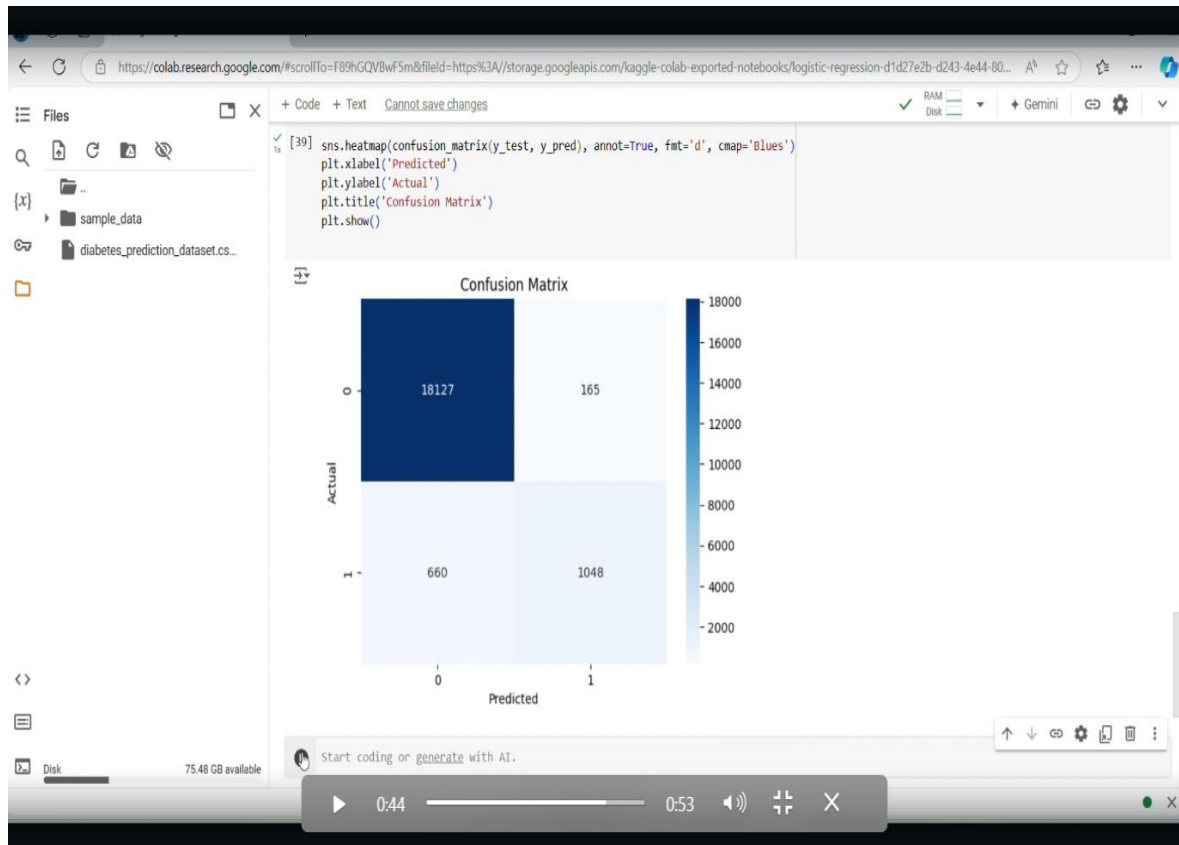 https://colab.research.google.com/#scrollTo=F89hGQVBwF5m&fileId=https%3A//storage.googleapis.com/kaggle-colab-exported-notebooks/logistic-regression-d1d27e2b-d243-4e44-80...
Files
+ Code + Text Cannot save changes
RAM
Disk
Gemini
[39] sns.heatmap(confusion_matrix(y_test, y_pred), annot=True, fmt='d', cmap='Blues')
1s
plt.xlabel('Predicted')
plt.ylabel('Actual')
plt.title('Confusion Matrix')
plt.show()
..
{x}
sample_data
diabetes_prediction_dataset.cs...
Confusion Matrix
18000
16000
14000
12000
10000
8000
6000
4000
2000
0
18127
165
Actual
1
660
1048
0
1
Predicted
Start coding or generate with AI.
Disk
75.48 GB available
0:44
0:53